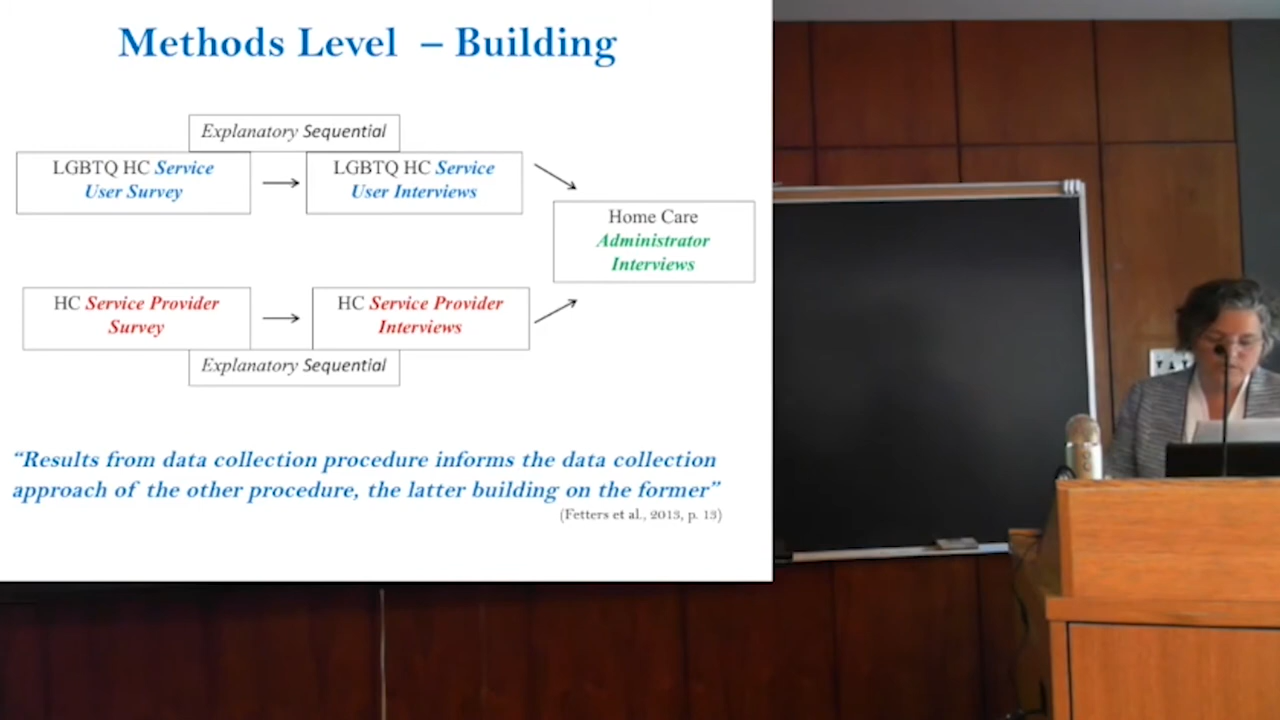 Methods Level – Building
Explanatory Sequential
LGBTQ HC Service
User Survey
LGBTQ HC Service
User Interviews
Home Care
Administrator
Interviews
HC Service Provider
Survey
HC Service Provider
Interviews
Explanatory Sequential
“Results from data collection procedure informs the data collection
approach of the other procedure, the latter building on the former”
(Fetters et al., 2013, p. 13)